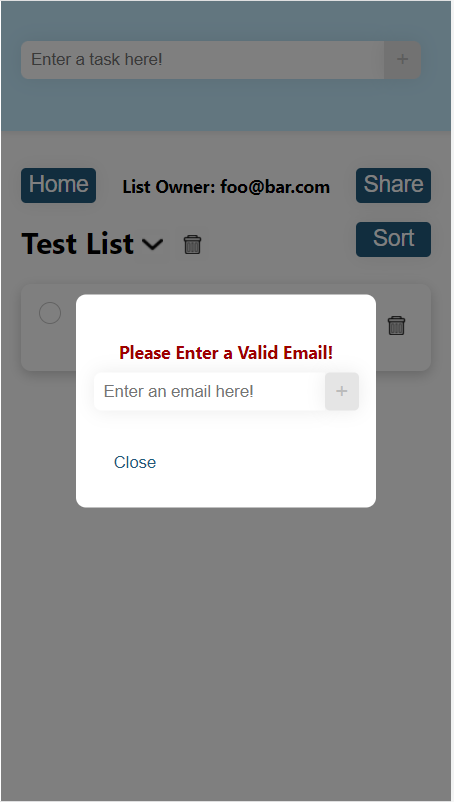 Enter a task here!
+
Home
List Owner: foo@bar.com
Share
Test List
Sort
Please Enter a Valid Email!
Enter an email here!
+
Close